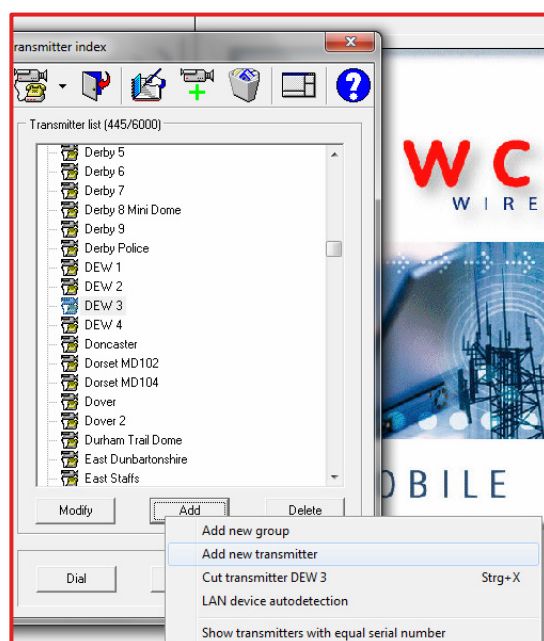 ransmitter index
Transmitter list (445/6000)
Derby 5
Derby 6
Derby 7
Derby 8 Mini Dome
Derby 9
Derby Police
DEW 1
DEW 2
DEW 3
DEW 4
Doncaster
Dorset MD102
Dorset MD104
Dover
Dover 2
Durham Trail Dome
East Dunbartonshire
East Staffs
Modify Add Delete
Add new group
Add new transmitter
Cut transmitter DEW 3 Strg+X
LAN device autodetection
Show transmitters with equal serial number
Dial
WC
WIRE
OBILE